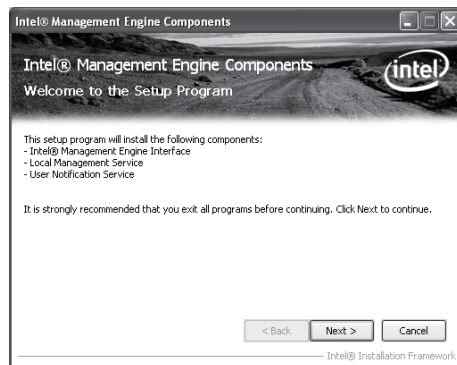 Intel® Management Engine Components
Intel® Management Engine Components
intel
Welcome to the Setup Program
This setup program will install the following components:
- Intel® Management Engine Interface
- Local Management Service
- User Notification Service
It is strongly recommended that you exit all programs before continuing. Click Next to continue.
< Back Next > Cancel
Intel® Installation Framework